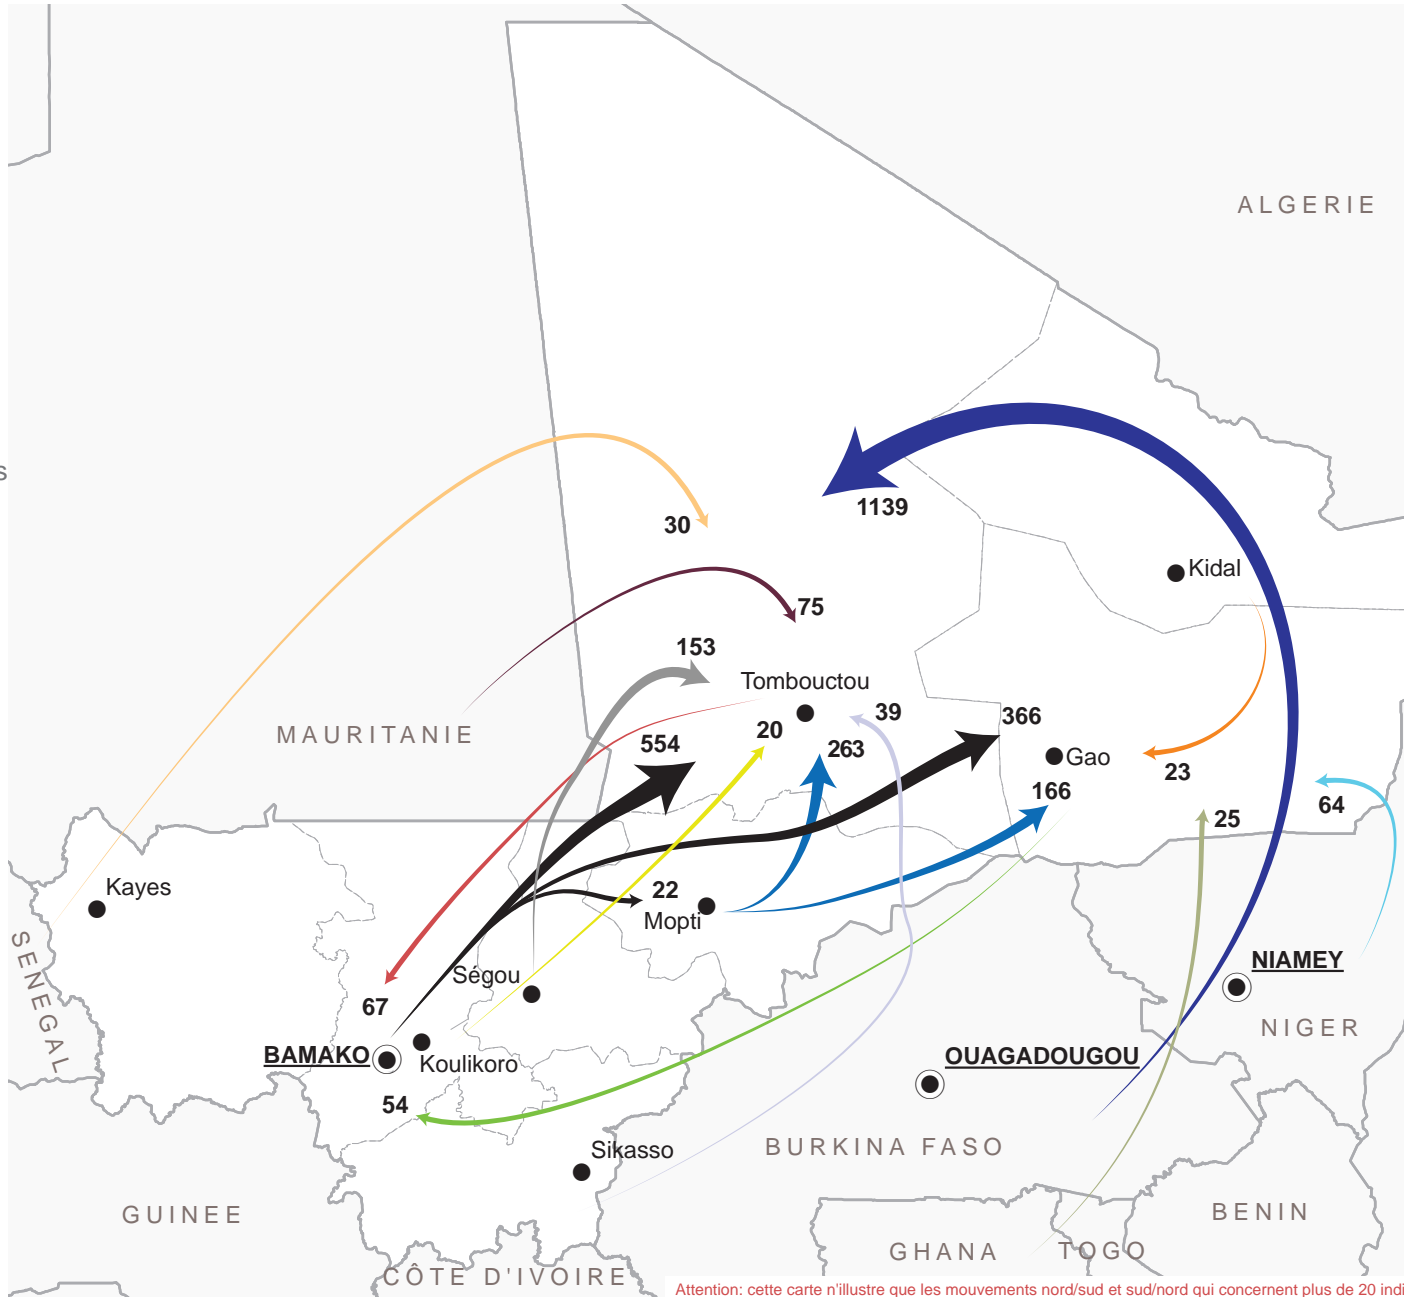 ALGERIE
s
30
1139
Kidal
75
153
Tombouctou
39
20
366
MAURITANIE
554
263
Gao
23
166
64
25
Kayes
22
Mopti
SENEGAL
Ségou
NIAMEY
67
NIGER
BAMAKO
Koulikoro
OUAGADOUGOU
54
Sikasso
BURKINA FASO
GUINEE
BENIN
GHANA
TOGO
CÔTE D'IVOIRE
Attention: cette carte n'illustre que les mouvements nord/sud et sud/nord qui concernent plus de 20 indi